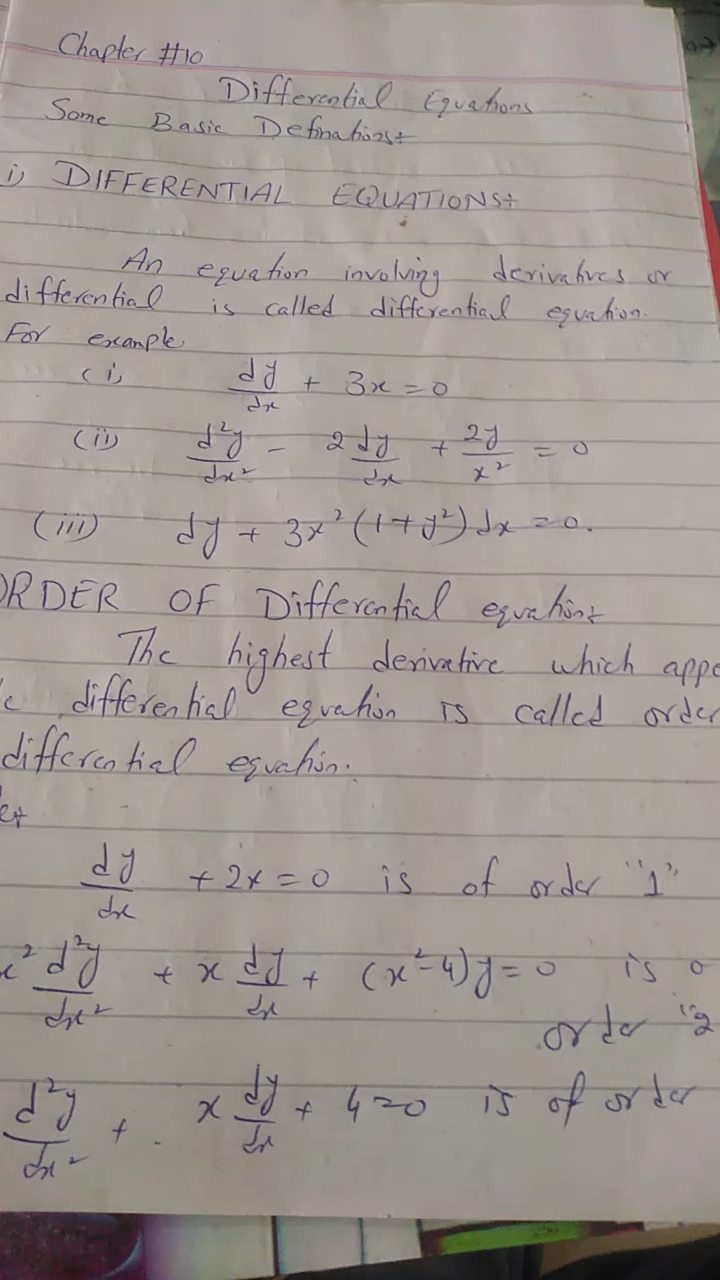 Chapter #10
Differential Equations
Some Basic Definations:
i) DIFFERENTIAL EQUATIONS:
An equation involving derivatives or
differential is called differential equation.
For example,
(i) dy/dx + 3x = 0
(ii) d²y/dx² - 2 dy/dx + 2y/x² = 0
(iii) dy + 3x²(1+y²)dx = 0.
ORDER OF Differential equation:
The highest derivative which
differential equation is called order
differential equation.
dy/dx + 2x = 0 is of order "1"
x² d²y/dx² + x dy/dx + (x²-4)y = 0 is
order "2
d²y/dx² + x dy/dx + 4 = 0 is of order